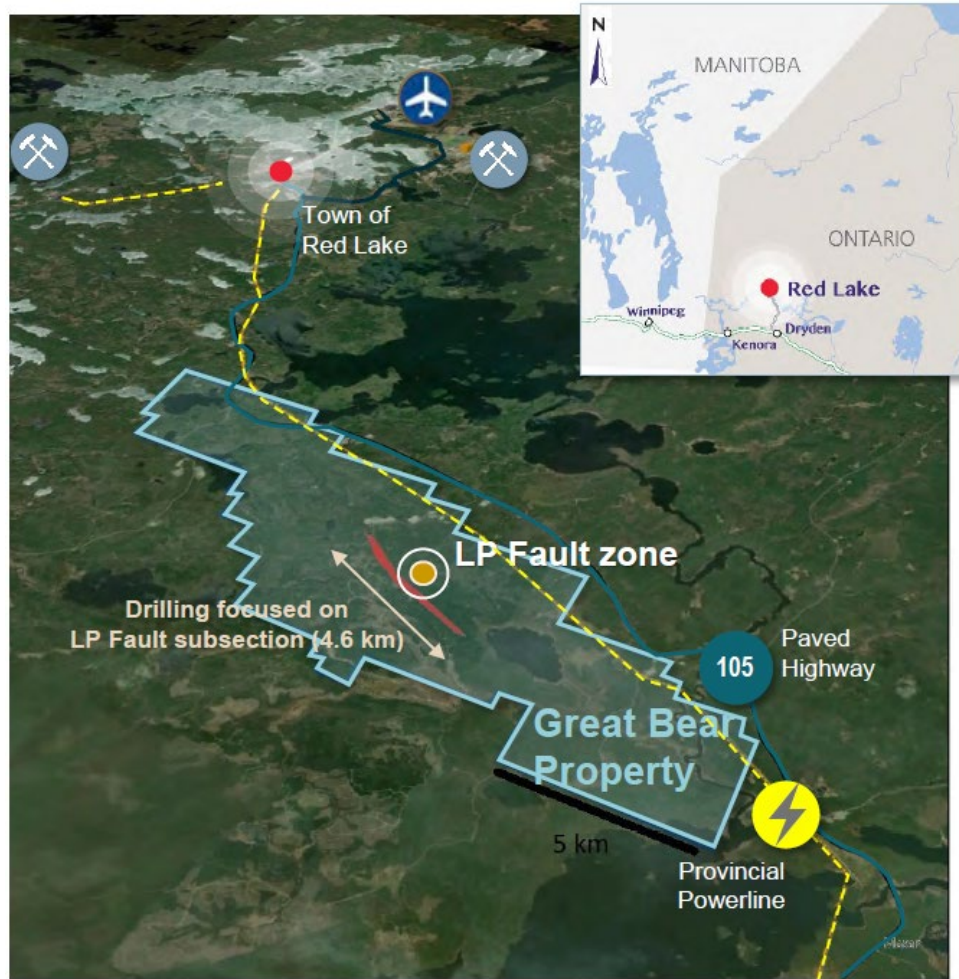 N
MANITOBA
ONTARIO
Red Lake
Winnipeg
Kenora
Dryden
Town of
Red Lake
LP Fault zone
Drilling focused on
LP Fault subsection (4.6 km)
105
Paved
Highway
Great Bear
Property
5 km
Provincial
Powerline